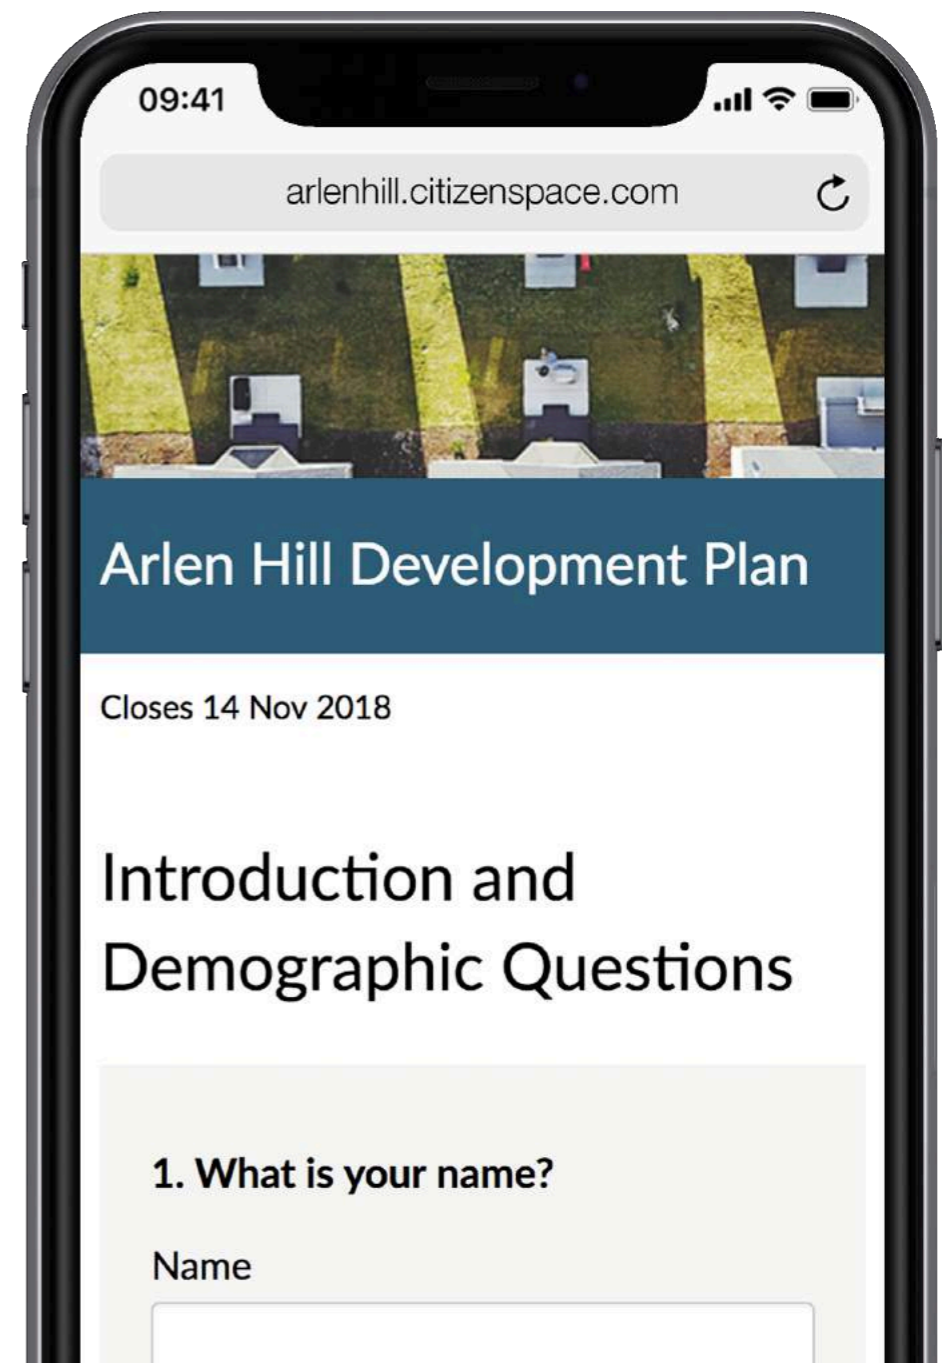 09:41
arlenhill.citizenspace.com
Arlen Hill Development Plan
Closes 14 Nov 2018
Introduction and
Demographic Questions
1. What is your name?
Name